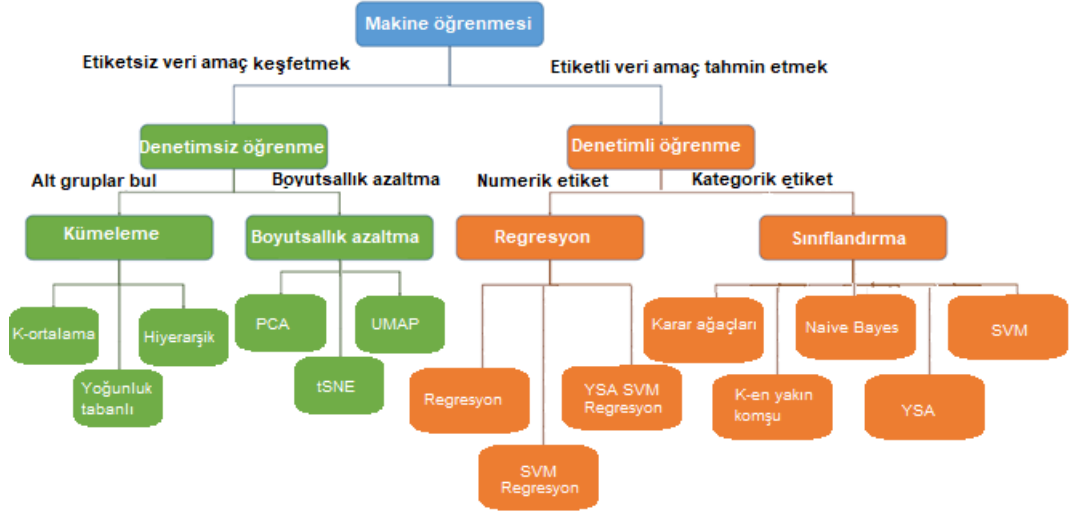 Makine öğrenmesi
Etiketsiz veri amaç keşfetmek
Etiketli veri amaç tahmin etmek
Denetimsiz öğrenme
Denetimli öğrenme
Alt gruplar bul
Boyutsallık azaltma
Numerik etiket
Kategorik etiket
Kümeleme
Boyutsallık azaltma
Regresyon
Sınıflandırma
K-ortalama
Hiyerarşik
Yoğunluk
tabanlı
PCA
UMAP
tSNE
Regresyon
YSA SVM
Regresyon
SVM
Regresyon
Karar ağaçları
Naive Bayes
SVM
K-en yakın
komşu
YSA